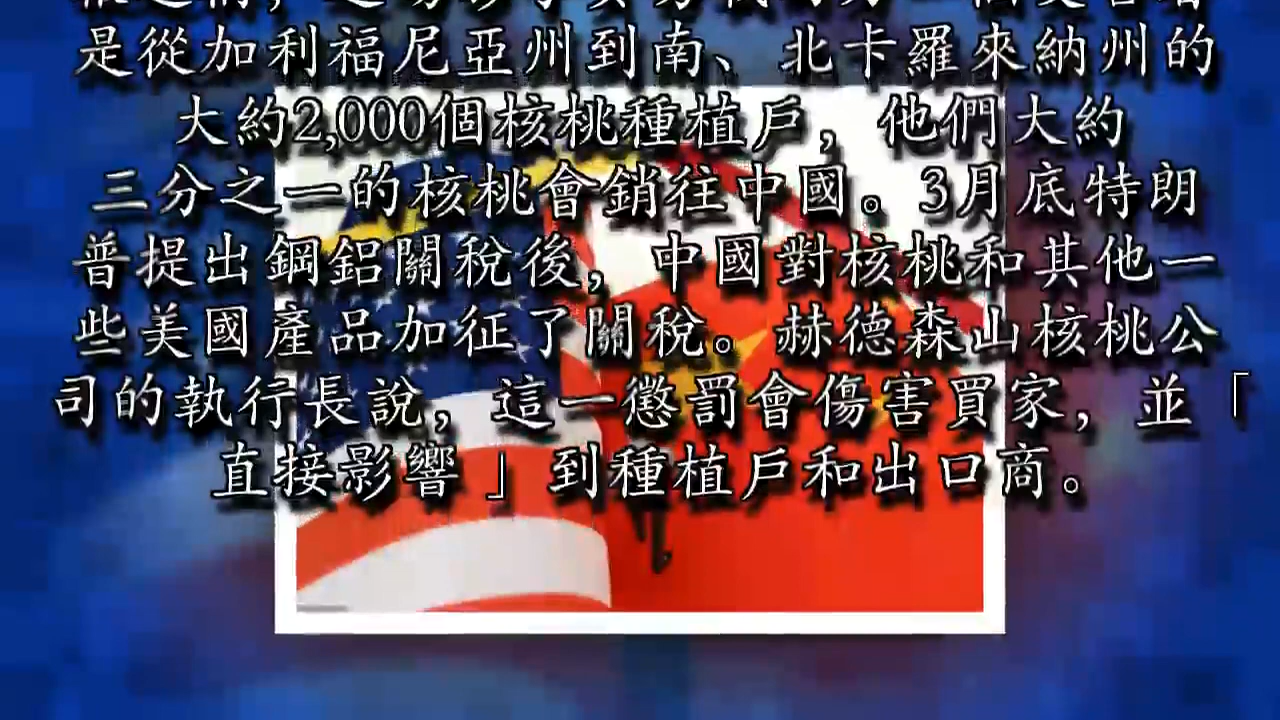 是從加利福尼亞州到南、北卡羅來納州的
大約2,000個核桃種植戶，他們大約
三分之一的核桃會銷往中國。3月底特朗
普提出鋼鋁關稅後，中國對核桃和其他一
些美國產品加征了關稅。赫德森山核桃公
司的執行長說，這一懲罰會傷害買家，並「
直接影響 」到種植戶和出口商。